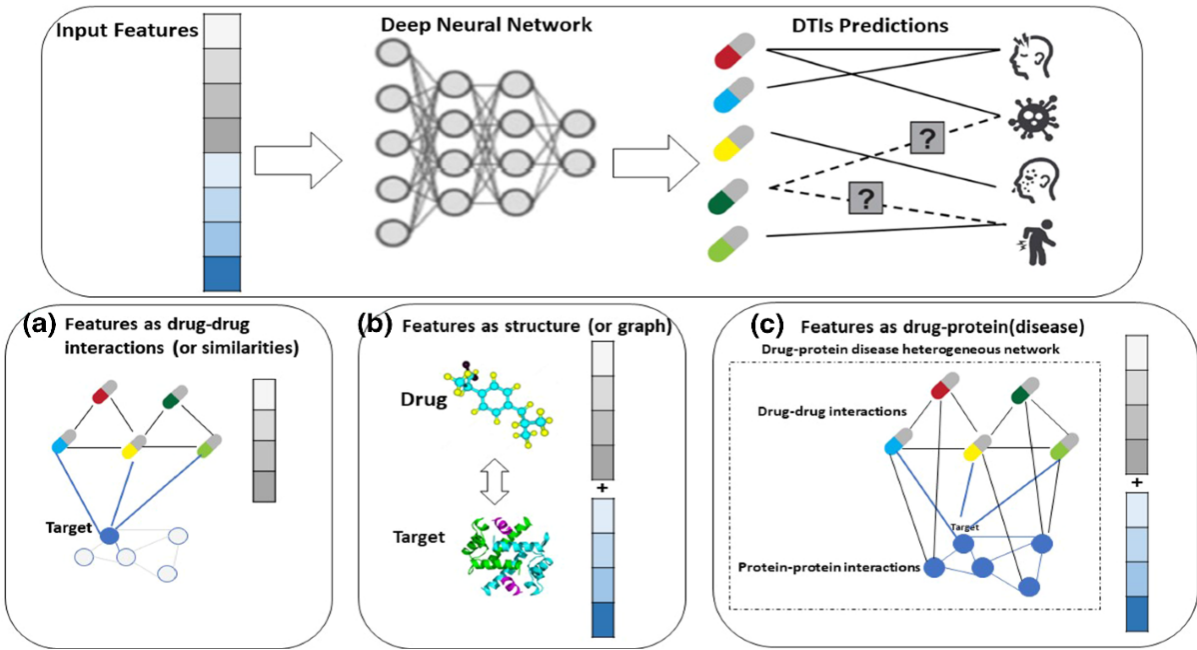 Input Features
Deep Neural Network
DTIs Predictions
?
?
(a) Features as drug-drug
interactions (or similarities)
Target
(b) Features as structure (or graph)
Drug
+
Target
(c) Features as drug-protein(disease)
Drug-protein disease heterogeneous network
Drug-drug interactions
+
Target
Protein-protein interactions